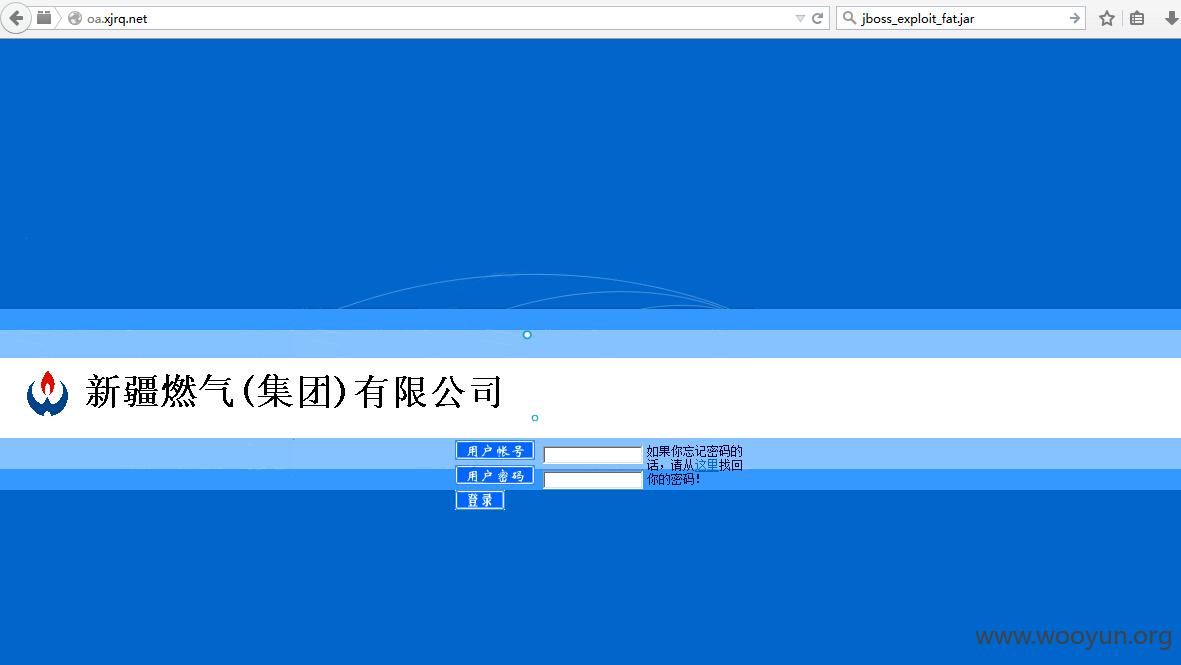 oa.xjrq.net
jboss_exploit_fat.jar
新疆燃气(集团)有限公司
用户帐号
如果你忘记密码的
话，请从这里找回
用户密码
你的密码！
登录
www.wooyun.org